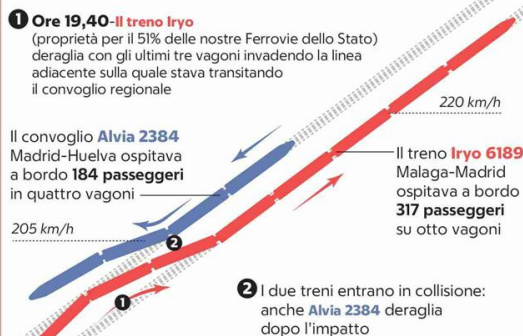 1 Ore 19,40-Il treno Iryo
(proprietà per il 51% delle nostre Ferrovie dello Stato)
deraglia con gli ultimi tre vagoni invadendo la linea
adiacente sulla quale stava transitando
il convoglio regionale
220 km/h
Il convoglio Alvia 2384
Madrid-Huelva ospitava
a bordo 184 passeggeri
in quattro vagoni
Il treno Iryo 6189
Malaga-Madrid
ospitava a bordo
317 passeggeri
su otto vagoni
205 km/h
2
1
2 I due treni entrano in collisione:
anche Alvia 2384 deraglia
dopo l'impatto